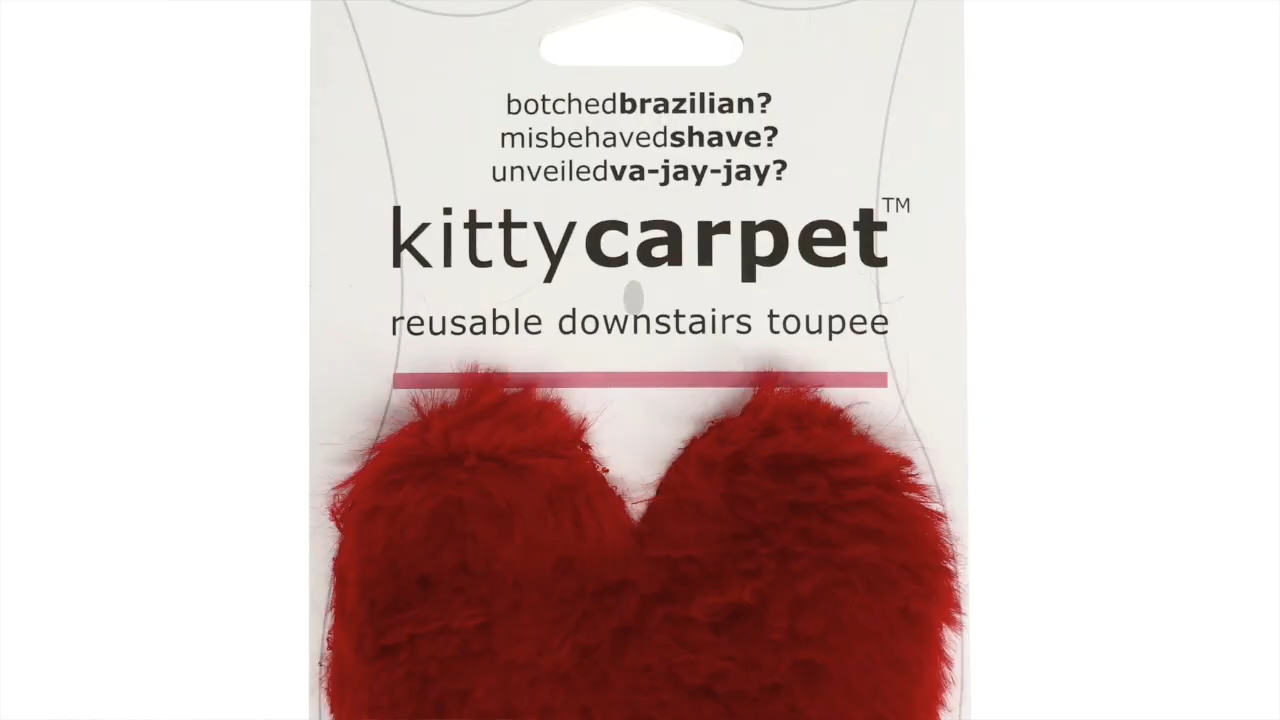 botchedbrazilian?
misbehavedshave?
unveiledva-jay-jay?
kittycarpet™
reusable downstairs toupee